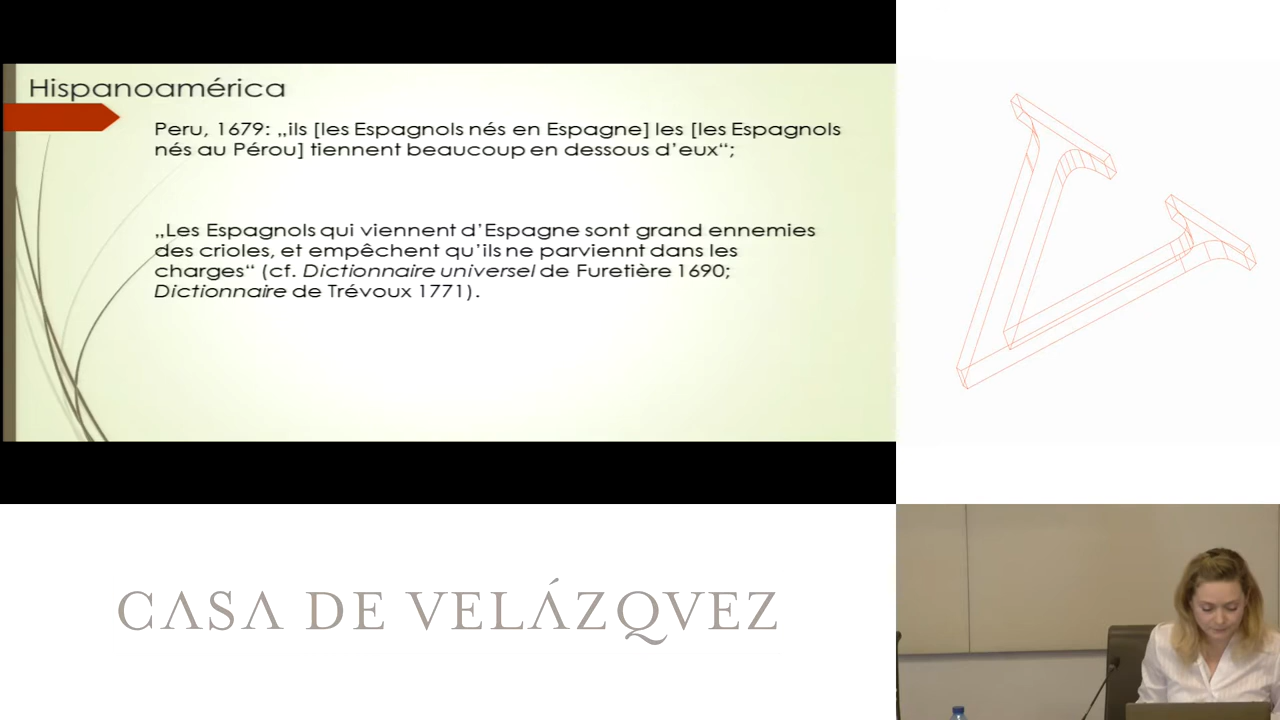 Hispanoamérica
Peru, 1679: „ils [les Espagnols nés en Espagne] les [les Espagnols
nés au Pérou] tiennent beaucoup en dessous d’eux“;
„Les Espagnols qui viennent d’Espagne sont grand ennemies
des crioles, et empêchent qu’ils ne parviennt dans les
charges“ (cf. Dictionnaire universel de Furetière 1690;
Dictionnaire de Trévoux 1771).
CASA DE VELÁZQVEZ